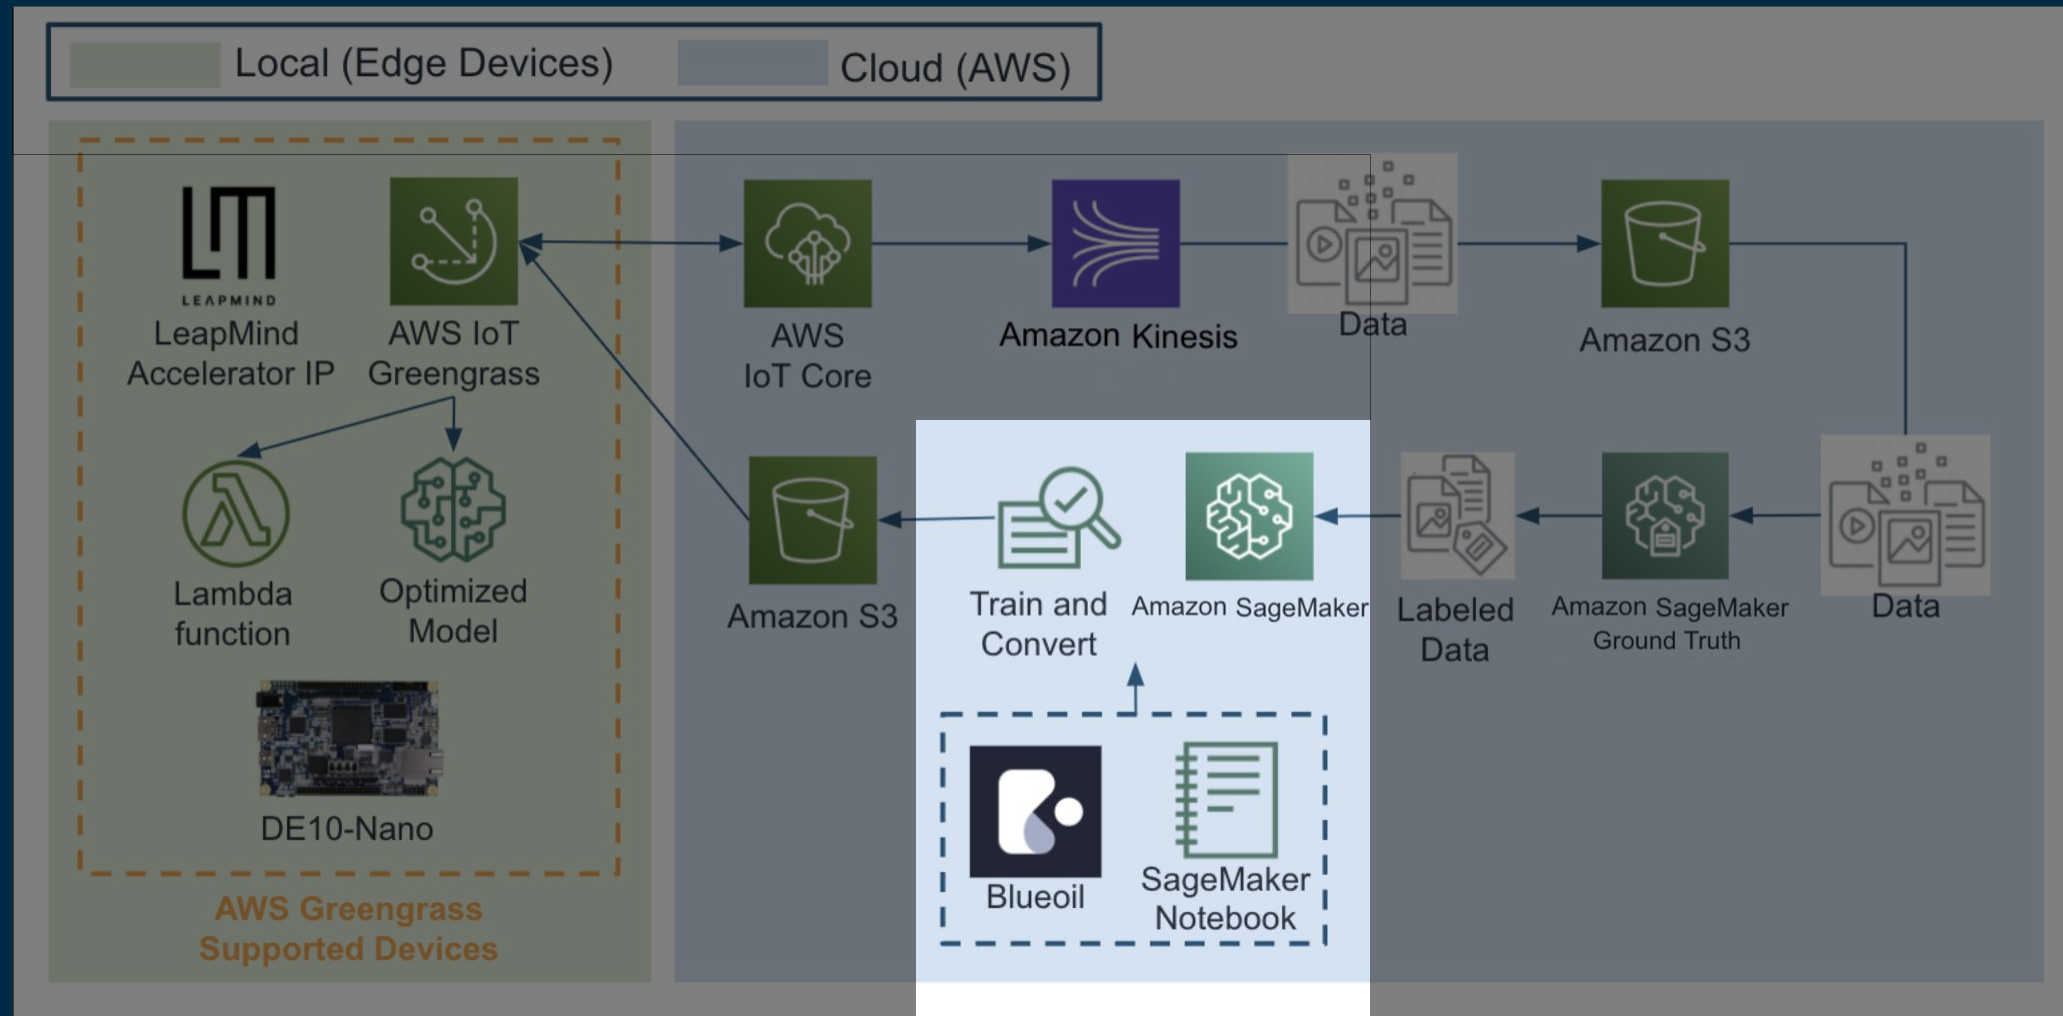 Local (Edge Devices)
Cloud (AWS)
LEAPMIND
LeapMind
Accelerator IP
AWS IoT
Greengrass
AWS
IoT Core
Amazon Kinesis
Data
Amazon S3
Lambda
function
Optimized
Model
Amazon S3
Train and
Convert
Amazon SageMaker
Labeled
Data
Amazon SageMaker
Ground Truth
Data
DE10-Nano
Blueoil
SageMaker
Notebook
AWS Greengrass
Supported Devices